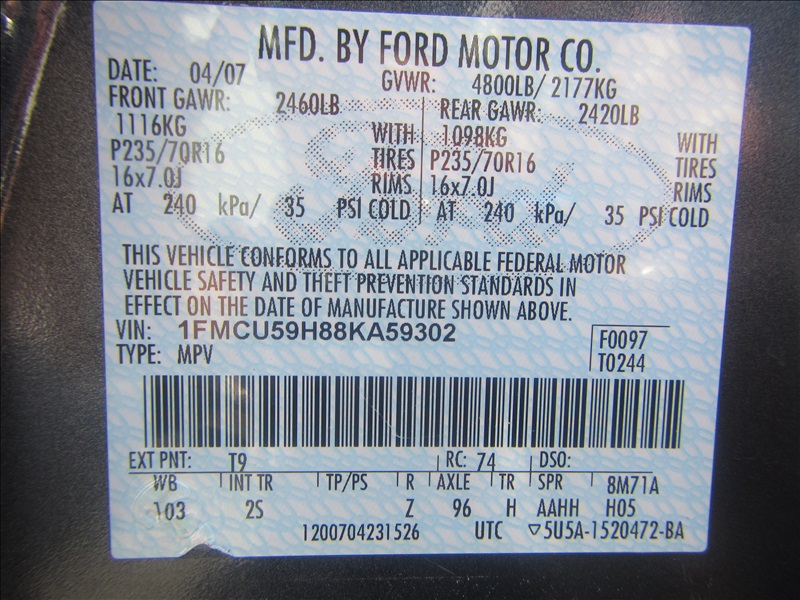 MFD. BY FORD MOTOR CO.
DATE: 04/07 GVWR: 4800LB/ 2177KG
FRONT GAWR: 2460LB REAR GAWR: 2420LB
1116KG WITH 1098KG WITH
P235/70R16 TIRES P235/70R16 TIRES
16x7.0J RIMS 16x7.0J RIMS
AT 240 kPa/ 35 PSI COLD AT 240 kPa/ 35 PSI COLD
THIS VEHICLE CONFORMS TO ALL APPLICABLE FEDERAL MOTOR
VEHICLE SAFETY AND THEFT PREVENTION STANDARDS IN
EFFECT ON THE DATE OF MANUFACTURE SHOWN ABOVE.
VIN: 1FMCU59H88KA59302 F0097
TYPE: MPV T0244
EXT PNT: T9 RC: 74 DSO:
WB INT TR TP/PS R AXLE TR SPR 8M71A
103 2S Z 96 H AAHH H05
1200704231526 UTC ▽5U5A-1520472-BA